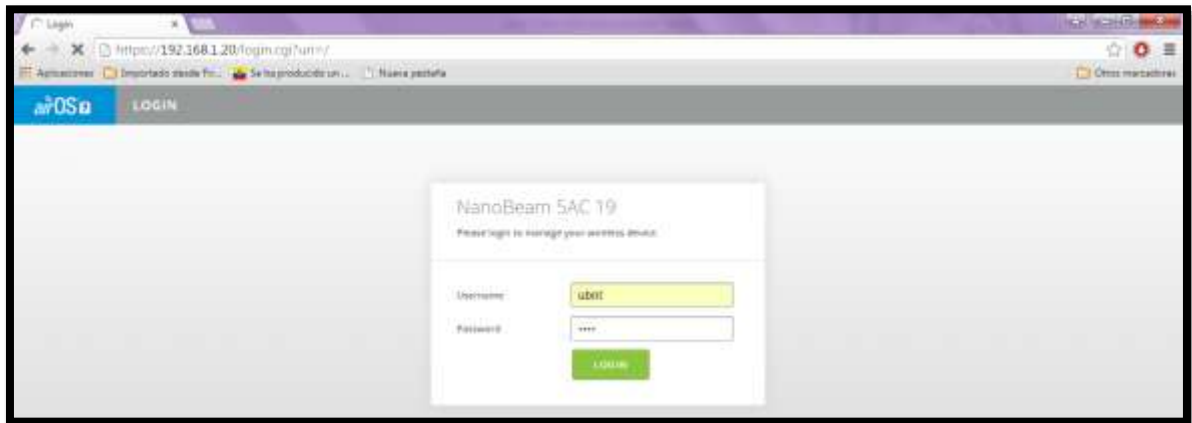 Login
https://192.168.1.20/login.cgi?uri=/
Aplicaciones Importado desde Fir... Se ha producido un ... Nueva pestaña Otros marcadores
airOS LOGIN
NanoBeam 5AC 19
Please login to manage your wireless device.
Username ubnt
Password ••••
LOGIN